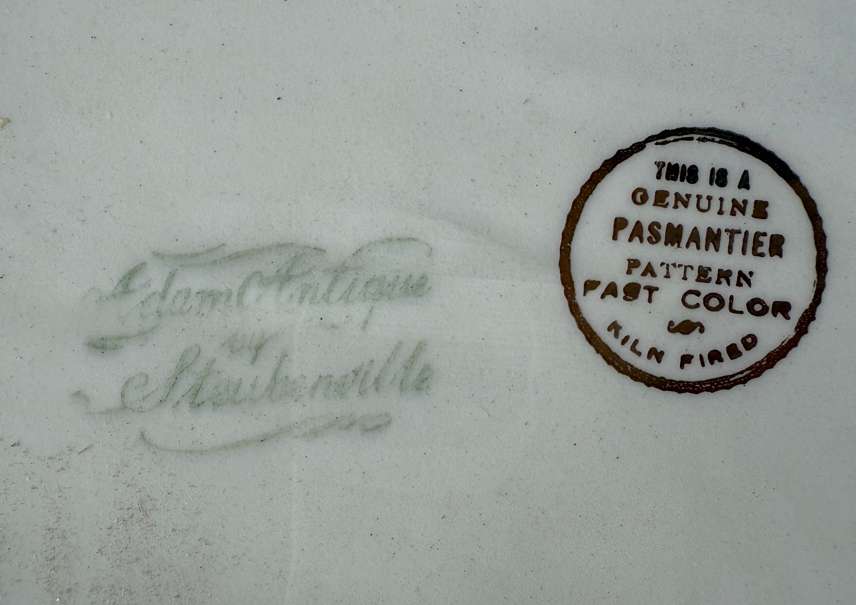 Adam Antique
by
Steubenville
THIS IS A
GENUINE
PASMANTIER
PATTERN
FAST COLOR
KILN FIRED